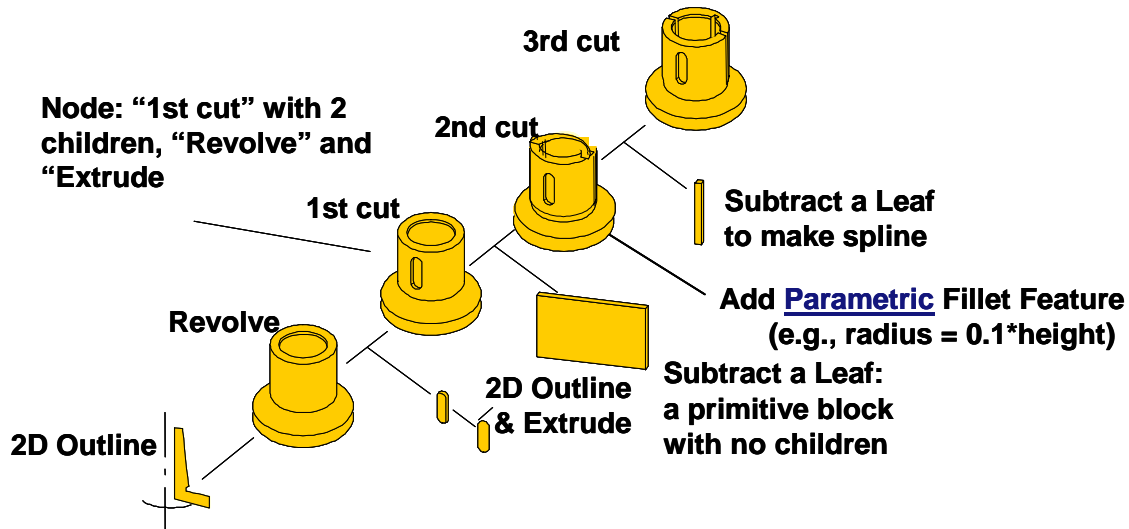 3rd cut
Node: “1st cut” with 2
children, “Revolve” and
“Extrude
2nd cut
1st cut
Subtract a Leaf
to make spline
Add Parametric Fillet Feature
(e.g., radius = 0.1*height)
Revolve
Subtract a Leaf:
a primitive block
with no children
2D Outline
& Extrude
2D Outline